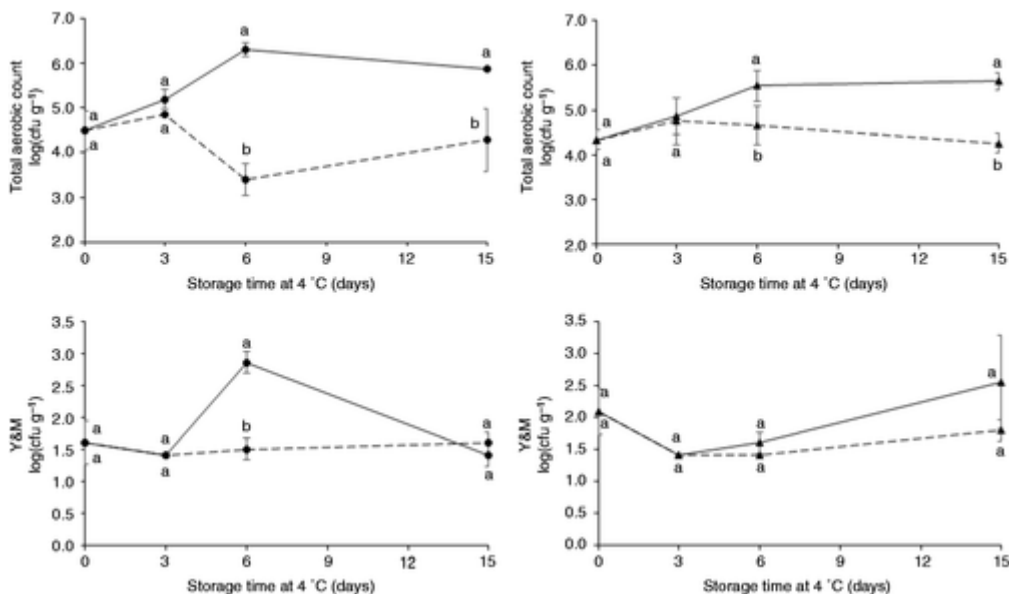 Total aerobic count
log(cfu g⁻¹)
7.0
6.0
5.0
4.0
3.0
2.0
a
a
a
a
a
b
a
b
0
3
6
9
12
15
Storage time at 4 °C (days)
Total aerobic count
log(cfu g⁻¹)
7.0
6.0
5.0
4.0
3.0
2.0
a
a
a
a
a
b
a
b
0
3
6
9
12
15
Storage time at 4 °C (days)
Y&M
log(cfu g⁻¹)
3.5
3.0
2.5
2.0
1.5
1.0
0.5
0.0
a
a
a
a
a
b
a
a
0
3
6
9
12
15
Storage time at 4 °C (days)
Y&M
log(cfu g⁻¹)
3.5
3.0
2.5
2.0
1.5
1.0
0.5
0.0
a
a
a
a
a
a
a
a
0
3
6
9
12
15
Storage time at 4 °C (days)